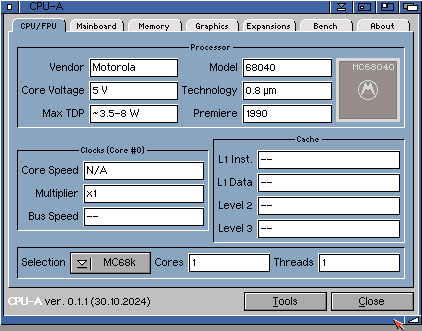 CPU-A
CPU/FPU Mainboard Memory Graphics Expansions Bench About
Processor
Vendor Motorola Model 68040
MC68040
Core Voltage 5 V Technology 0.8 µm
Max TDP ~3.5-8 W Premiere 1990
Clocks (Core #0)
Core Speed N/A
Multiplier x1
Bus Speed --
Cache
L1 Inst. --
L1 Data --
Level 2 --
Level 3 --
Selection MC68k Cores 1 Threads 1
CPU-A ver. 0.1.1 (30.10.2024) Tools Close